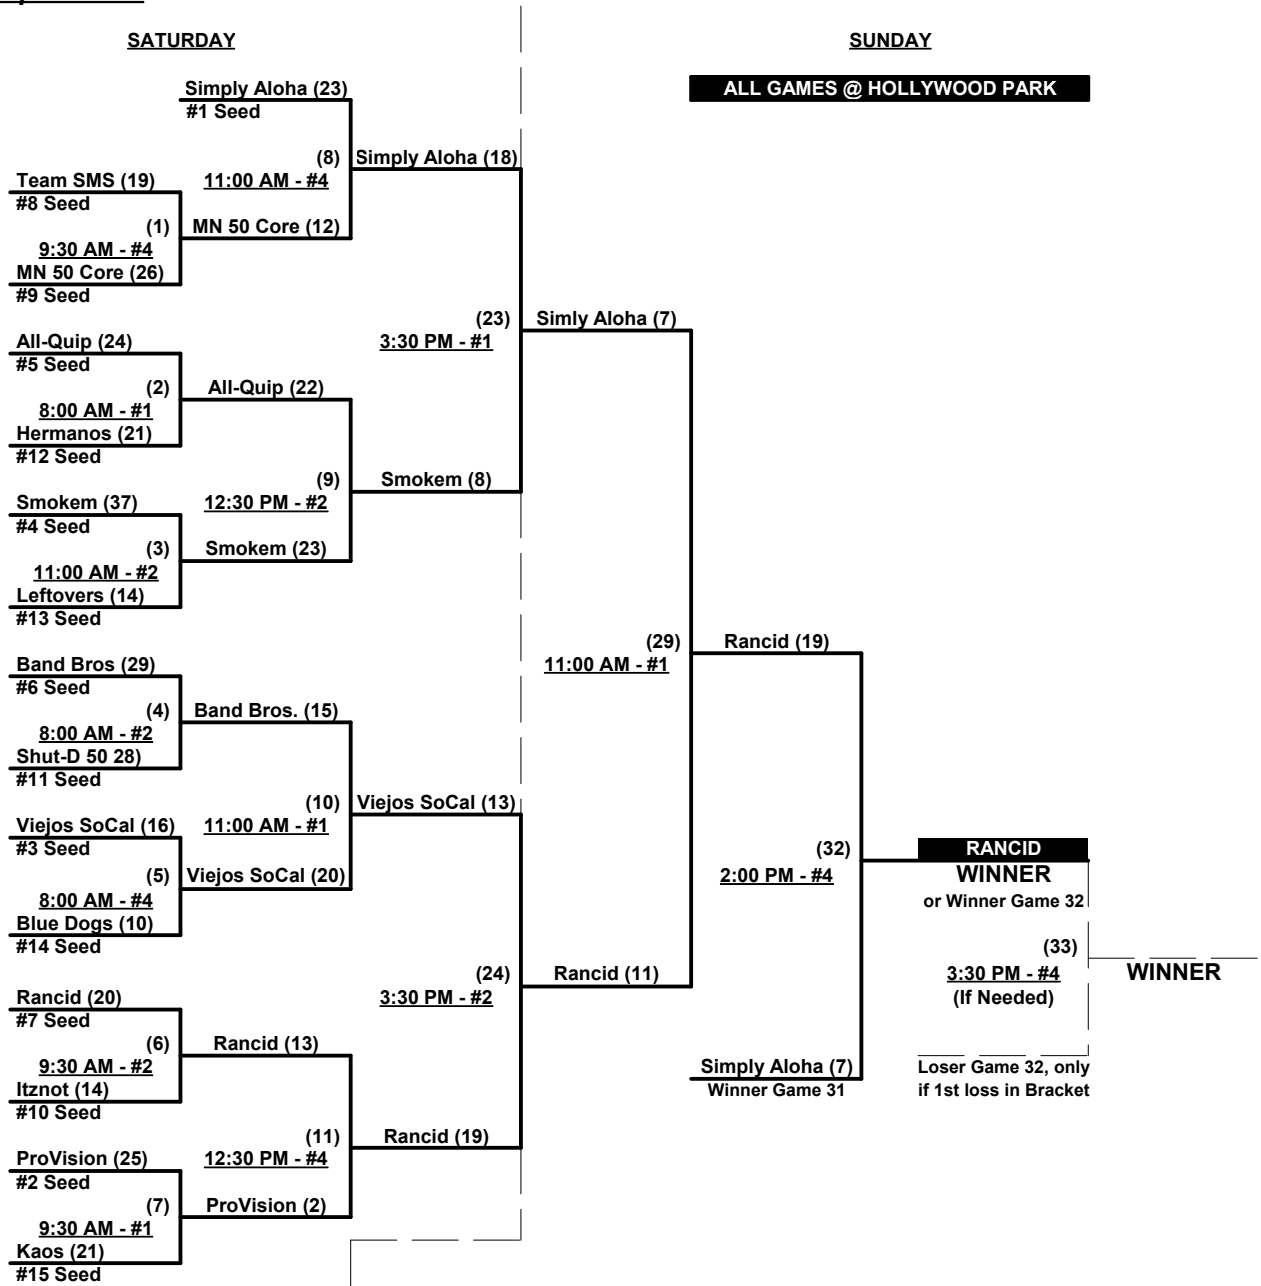 SATURDAY
SUNDAY
ALL GAMES @ HOLLYWOOD PARK
Simply Aloha (23)
#1 Seed
(8)
11:00 AM - #4
Simply Aloha (18)
Team SMS (19)
#8 Seed
(1)
9:30 AM - #4
MN 50 Core (12)
MN 50 Core (26)
#9 Seed
(23)
3:30 PM - #1
Simly Aloha (7)
All-Quip (24)
#5 Seed
(2)
8:00 AM - #1
All-Quip (22)
Hermanos (21)
#12 Seed
(9)
12:30 PM - #2
Smokem (8)
Smokem (37)
#4 Seed
(3)
11:00 AM - #2
Smokem (23)
Leftovers (14)
#13 Seed
(29)
11:00 AM - #1
Rancid (19)
Band Bros (29)
#6 Seed
(4)
8:00 AM - #2
Band Bros. (15)
Shut-D 50 28)
#11 Seed
(10)
11:00 AM - #1
Viejos SoCal (13)
Viejos SoCal (16)
#3 Seed
(5)
8:00 AM - #4
Viejos SoCal (20)
Blue Dogs (10)
#14 Seed
(32)
2:00 PM - #4
RANCID
WINNER
or Winner Game 32
(33)
3:30 PM - #4
(If Needed)
WINNER
(24)
3:30 PM - #2
Rancid (11)
Rancid (20)
#7 Seed
(6)
9:30 AM - #2
Rancid (13)
Itznot (14)
#10 Seed
Simply Aloha (7)
Winner Game 31
Loser Game 32, only
if 1st loss in Bracket
(11)
12:30 PM - #4
Rancid (19)
ProVision (25)
#2 Seed
(7)
9:30 AM - #1
ProVision (2)
Kaos (21)
#15 Seed